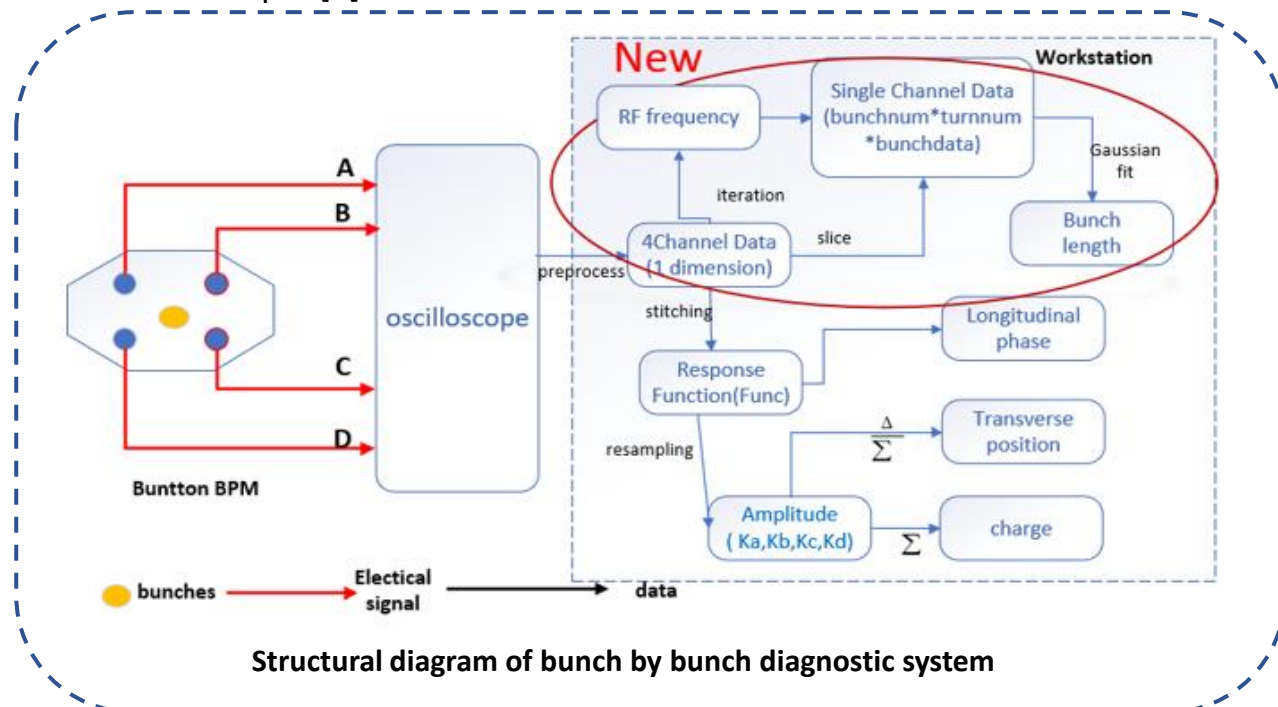 New
Workstation
RF frequency
Single Channel Data
(bunchnum*turnnum
*bunchdata)
Gaussian
fit
iteration
Bunch
length
A
B
4Channel Data
(1 dimension)
slice
preprocess
oscilloscope
stitching
Longitudinal
phase
C
Response
Function(Func)
D
Δ
Σ
Transverse
position
resampling
Buntton BPM
Amplitude
( Ka,Kb,Kc,Kd)
Σ
charge
bunches
Electical
signal
data
Structural diagram of bunch by bunch diagnostic system